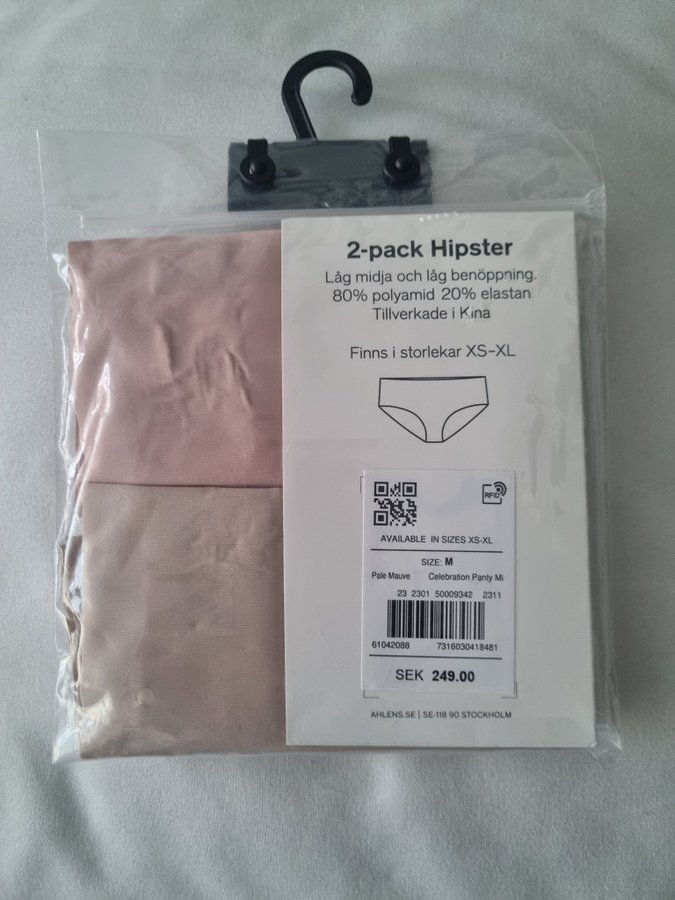 2-pack Hipster
Låg midja och låg benöppning.
80% polyamid 20% elastan
Tillverkade i Kina
Finns i storlekar XS–XL
RFID
AVAILABLE IN SIZES XS-XL
SIZE: M
Pale Mauve Celebration Panty Mi
23 2301 50009342 2311
61042088 7316030418481
SEK 249.00
AHLENS.SE | SE-118 90 STOCKHOLM